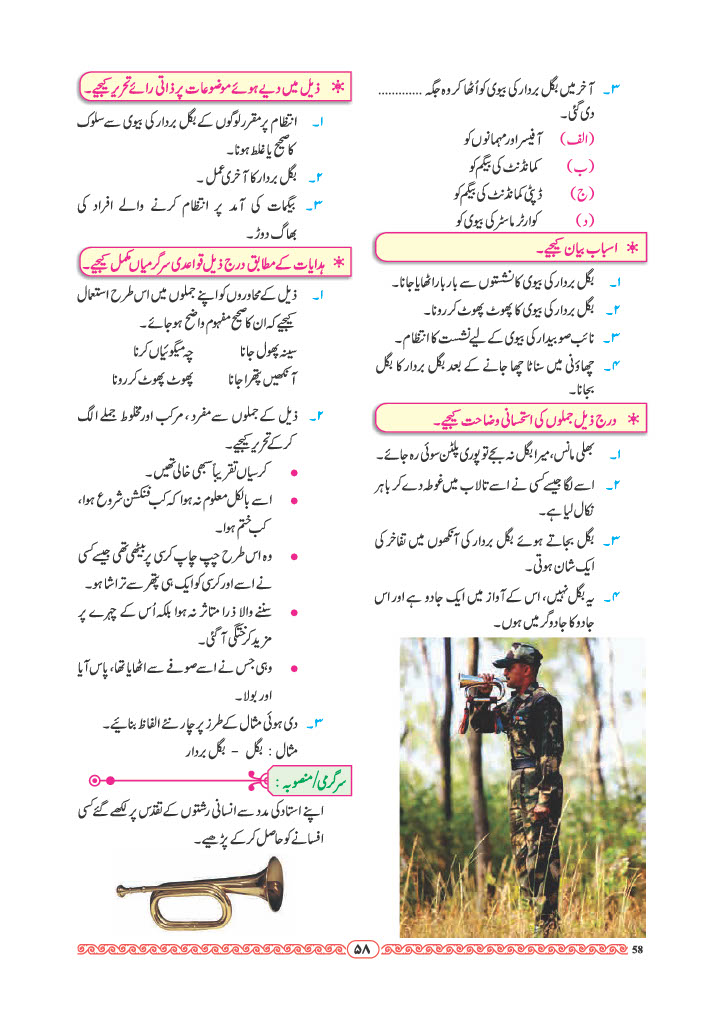 ۳۔ آخر میں بگل بردار کی بیوی کو اُٹھا کر وہ جگہ .............
دی گئی۔
(الف) آفیسر اور مہمانوں کو
(ب) کمانڈنٹ کی بیگم کو
(ج) ڈپٹی کمانڈنٹ کی بیگم کو
(د) کوارٹر ماسٹر کی بیوی کو
* اسباب بیان کیجیے۔
۱۔ بگل بردار کی بیوی کا نشستوں سے بار بار اٹھایا جانا۔
۲۔ بگل بردار کی بیوی کا پھوٹ پھوٹ کر رونا۔
۳۔ نائب صوبیدار کی بیوی کے لیے نشست کا انتظام۔
۴۔ چھاؤنی میں سناٹا چھا جانے کے بعد بگل بردار کا بگل
بجانا۔
* درج ذیل جملوں کی استحسانی وضاحت کیجیے۔
۱۔ بھلی مانس، میرا بگل نہ بجے تو پوری پلٹن سوئی رہ جائے۔
۲۔ اسے لگا جیسے کسی نے اسے تالاب میں غوطہ دے کر باہر
نکال لیا ہے۔
۳۔ بگل بجاتے ہوئے بگل بردار کی آنکھوں میں تفاخر کی
ایک شان ہوتی۔
۴۔ یہ بگل نہیں، اس کے آواز میں ایک جادو ہے اور اس
جادو کا جادوگر میں ہوں۔
* ذیل میں دیے ہوئے موضوعات پر ذاتی رائے تحریر کیجیے۔
۱۔ انتظام پر مقرر لوگوں کے بگل بردار کی بیوی سے سلوک
کا صحیح یا غلط ہونا۔
۲۔ بگل بردار کا آخری عمل۔
۳۔ بیگمات کی آمد پر انتظام کرنے والے افراد کی
بھاگ دوڑ۔
* ہدایات کے مطابق درج ذیل قواعدی سرگرمیاں مکمل کیجیے۔
۱۔ ذیل کے محاوروں کو اپنے جملوں میں اس طرح استعمال
کیجیے کہ ان کا صحیح مفہوم واضح ہو جائے۔
سینہ پھول جانا چہ میگوئیاں کرنا
آنکھیں پتھرا جانا پھوٹ پھوٹ کر رونا
۲۔ ذیل کے جملوں سے مفرد، مرکب اور مخلوط جملے الگ
کر کے تحریر کیجیے۔
• کرسیاں تقریباً سبھی خالی تھیں۔
• اسے بالکل معلوم نہ ہوا کہ کب فنکشن شروع ہوا،
کب ختم ہوا۔
• وہ اس طرح چپ چاپ کرسی پر بیٹھی تھی جیسے کسی
نے اسے اور کرسی کو ایک ہی پتھر سے تراشا ہو۔
• سننے والا ذرا متاثر نہ ہوا بلکہ اُس کے چہرے پر
مزید کرختگی آ گئی۔
• وہی جس نے اسے صوفے سے اٹھایا تھا، پاس آیا
اور بولا۔
۳۔ دی ہوئی مثال کے طرز پر چار نئے الفاظ بنائیے۔
مثال : بگل - بگل بردار
سرگرمی/منصوبہ :
اپنے استاد کی مدد سے انسانی رشتوں کے تقدّس پر لکھے گئے کسی
افسانے کو حاصل کر کے پڑھیے۔
۵۸
58